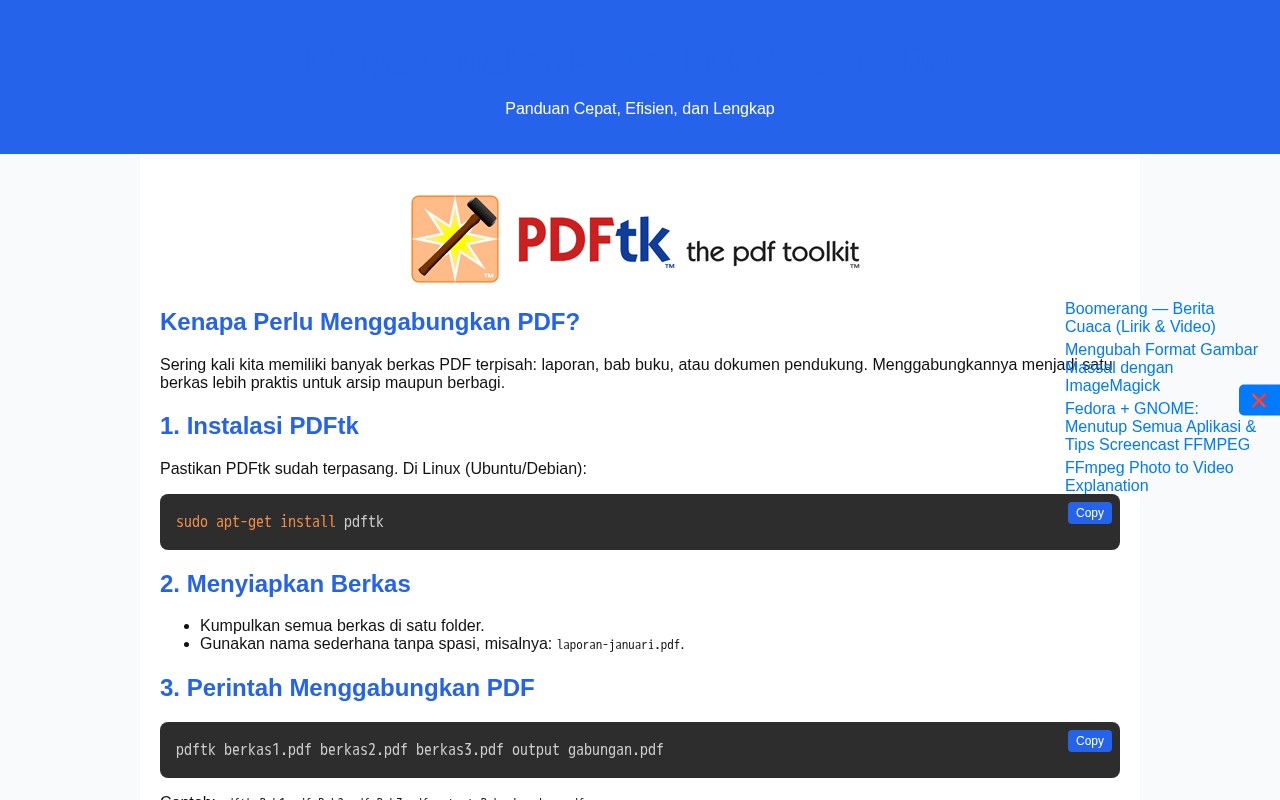 Panduan Cepat, Efisien, dan Lengkap
PDFtk™ the pdf toolkit™
Kenapa Perlu Menggabungkan PDF?
Sering kali kita memiliki banyak berkas PDF terpisah: laporan, bab buku, atau dokumen pendukung. Menggabungkannya menjadi satu
berkas lebih praktis untuk arsip maupun berbagi.
1. Instalasi PDFtk
Pastikan PDFtk sudah terpasang. Di Linux (Ubuntu/Debian):
sudo apt-get install pdftk
Copy
2. Menyiapkan Berkas
• Kumpulkan semua berkas di satu folder.
• Gunakan nama sederhana tanpa spasi, misalnya: laporan-januari.pdf.
3. Perintah Menggabungkan PDF
pdftk berkas1.pdf berkas2.pdf berkas3.pdf output gabungan.pdf
Copy
Boomerang — Berita
Cuaca (Lirik & Video)
Mengubah Format Gambar
Massal dengan
ImageMagick
Fedora + GNOME:
Menutup Semua Aplikasi &
Tips Screencast FFMPEG
FFmpeg Photo to Video
Explanation